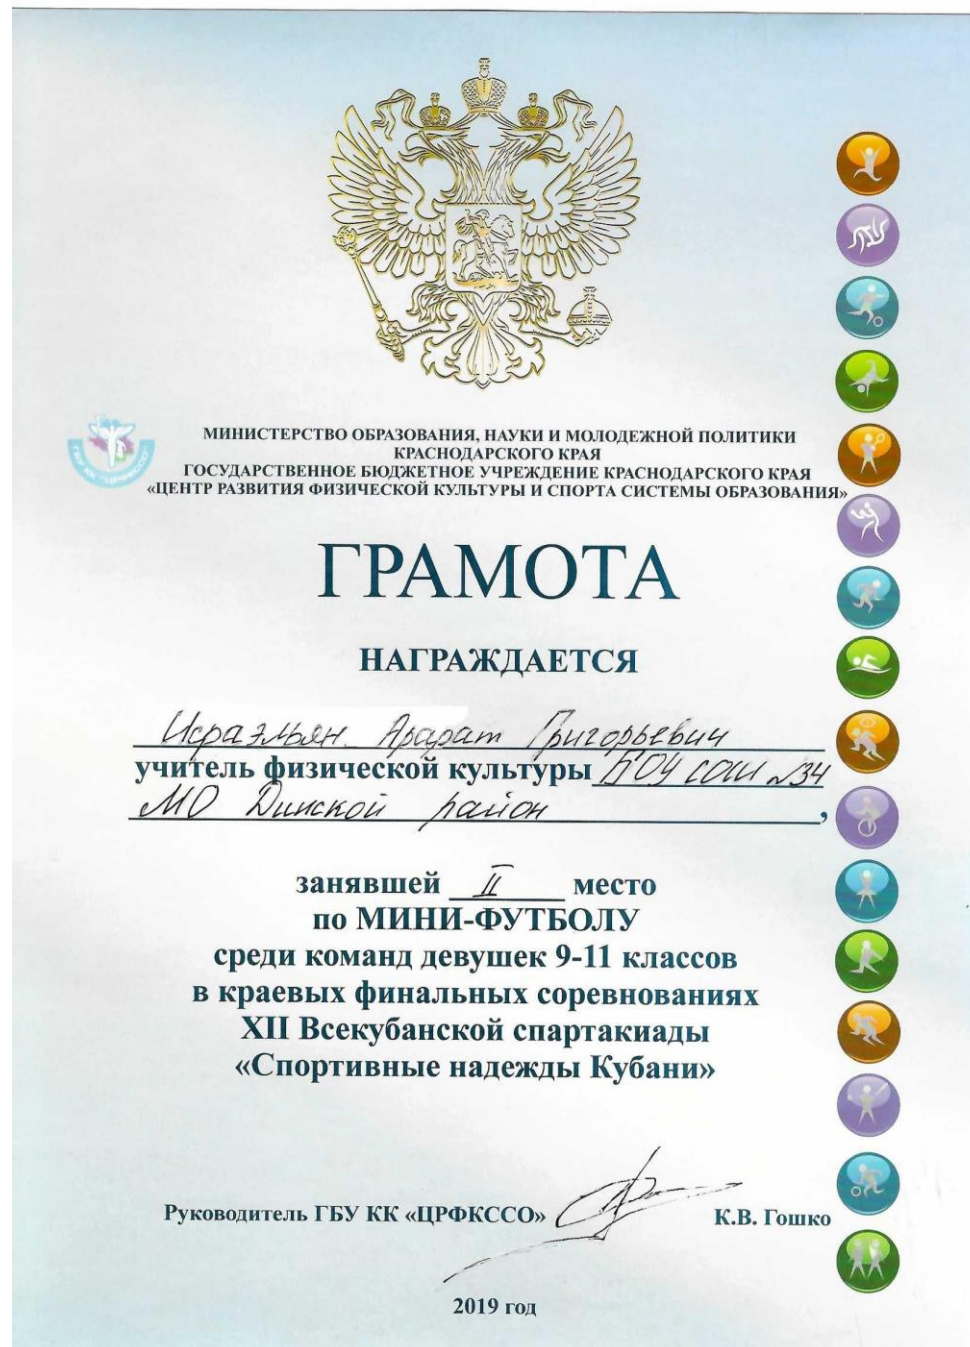 МИНИСТЕРСТВО ОБРАЗОВАНИЯ, НАУКИ И МОЛОДЕЖНОЙ ПОЛИТИКИ
КРАСНОДАРСКОГО КРАЯ
ГОСУДАРСТВЕННОЕ БЮДЖЕТНОЕ УЧРЕЖДЕНИЕ КРАСНОДАРСКОГО КРАЯ
«ЦЕНТР РАЗВИТИЯ ФИЗИЧЕСКОЙ КУЛЬТУРЫ И СПОРТА СИСТЕМЫ ОБРАЗОВАНИЯ»
ГБУ КК "ЦРФКССО"
ГРАМОТА
НАГРАЖДАЕТСЯ
Исраэльян Арарат Григорьевич
учитель физической культуры БОУ СОШ №34
МО Динской район,
занявшей II место
по МИНИ-ФУТБОЛУ
среди команд девушек 9-11 классов
в краевых финальных соревнованиях
XII Всекубанской спартакиады
«Спортивные надежды Кубани»
Руководитель ГБУ КК «ЦРФКССО» К.В. Гошко
2019 год